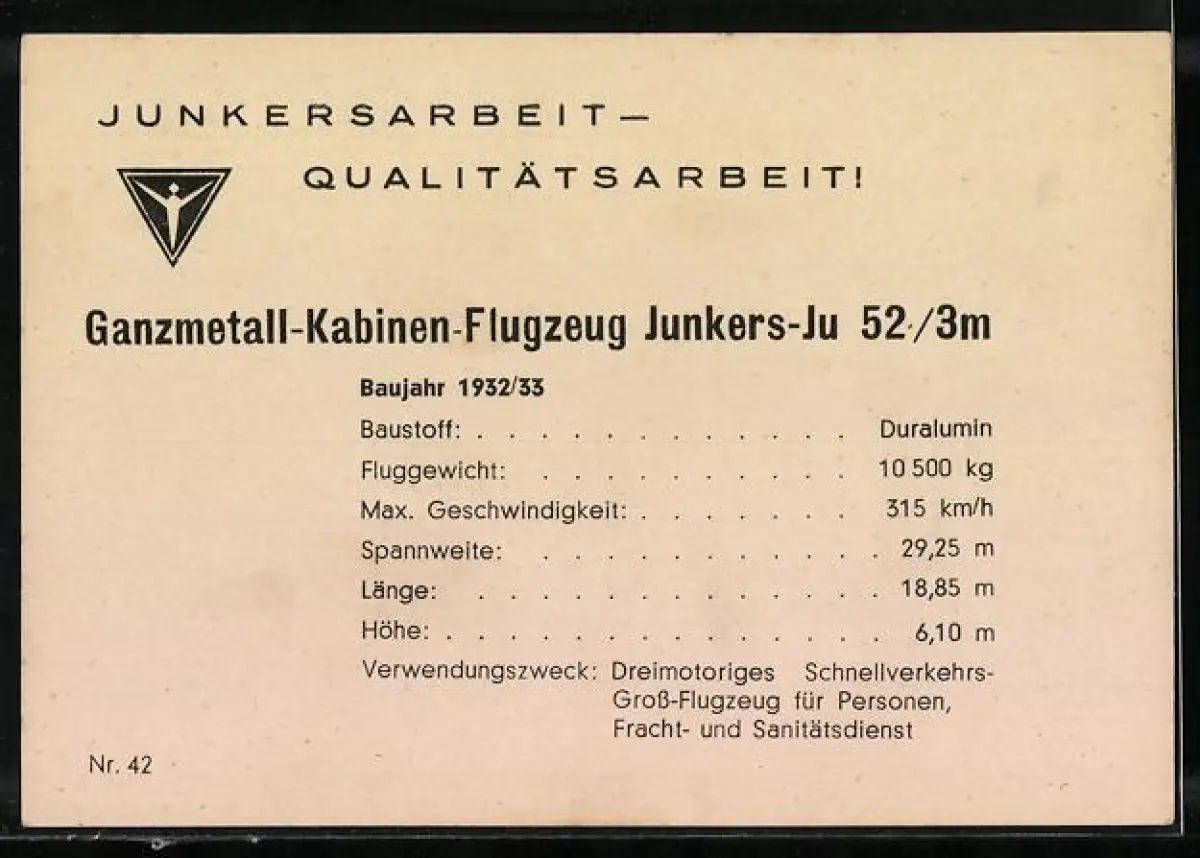 JUNKERSARBEIT—
QUALITÄTSARBEIT!
Ganzmetall-Kabinen-Flugzeug Junkers-Ju 52/3m
Baujahr 1932/33
Baustoff: . . . . . . . . . . . . Duralumin
Fluggewicht: . . . . . . . . . . 10 500 kg
Max. Geschwindigkeit: . . . . . . . 315 km/h
Spannweite: . . . . . . . . . . . 29,25 m
Länge: . . . . . . . . . . . . . 18,85 m
Höhe: . . . . . . . . . . . . . . 6,10 m
Verwendungszweck: Dreimotoriges Schnellverkehrs-
Groß-Flugzeug für Personen,
Fracht- und Sanitätsdienst
Nr. 42